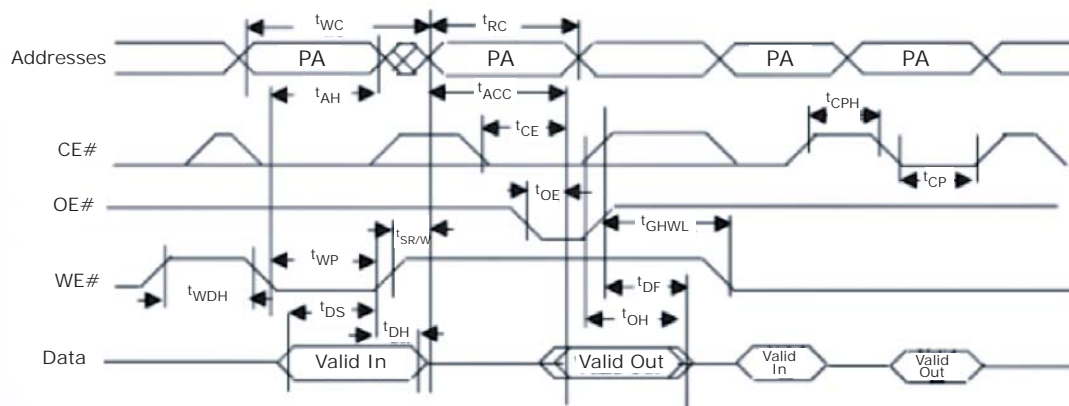 tWC
tRC
Addresses
PA
PA
PA
PA
tAH
tACC
tCPH
tCE
CE#
tCP
tOE
OE#
tSR/W
tGHWL
tWP
WE#
tWDH
tDF
tDS
tOH
tDH
Data
Valid In
Valid Out
Valid In
Valid Out